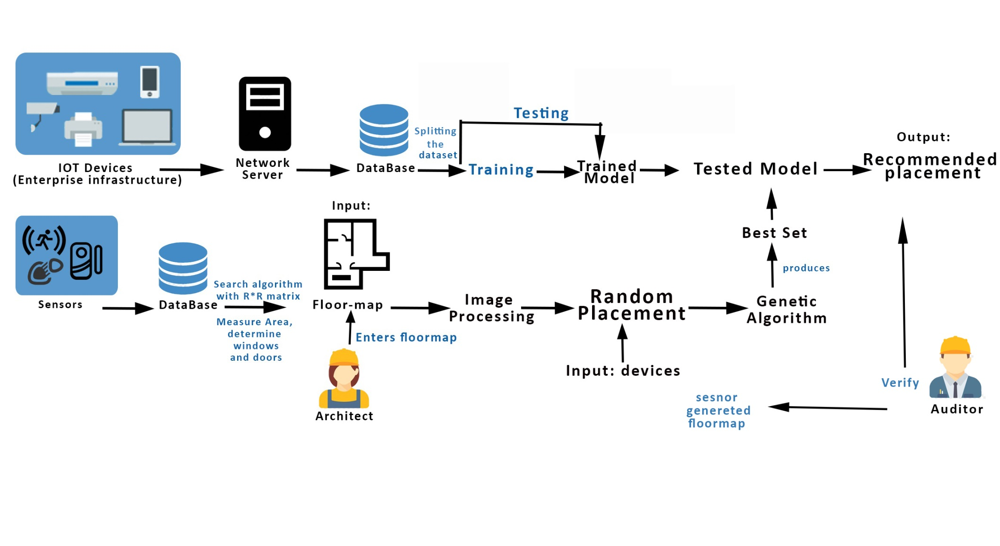 IOT Devices
(Enterprise infrastructure)
Network
Server
DataBase
Splitting
the
dataset
Testing
Training
Trained
Model
Tested Model
Output:
Recommended
placement
Sensors
DataBase
Search algorithm
with R*R matrix
Measure Area,
determine
windows
and doors
Input:
Floor-map
Enters floormap
Architect
Image
Processing
Random
Placement
Input: devices
Genetic
Algorithm
produces
Best Set
Verify
Auditor
sesnor
genereted
floormap